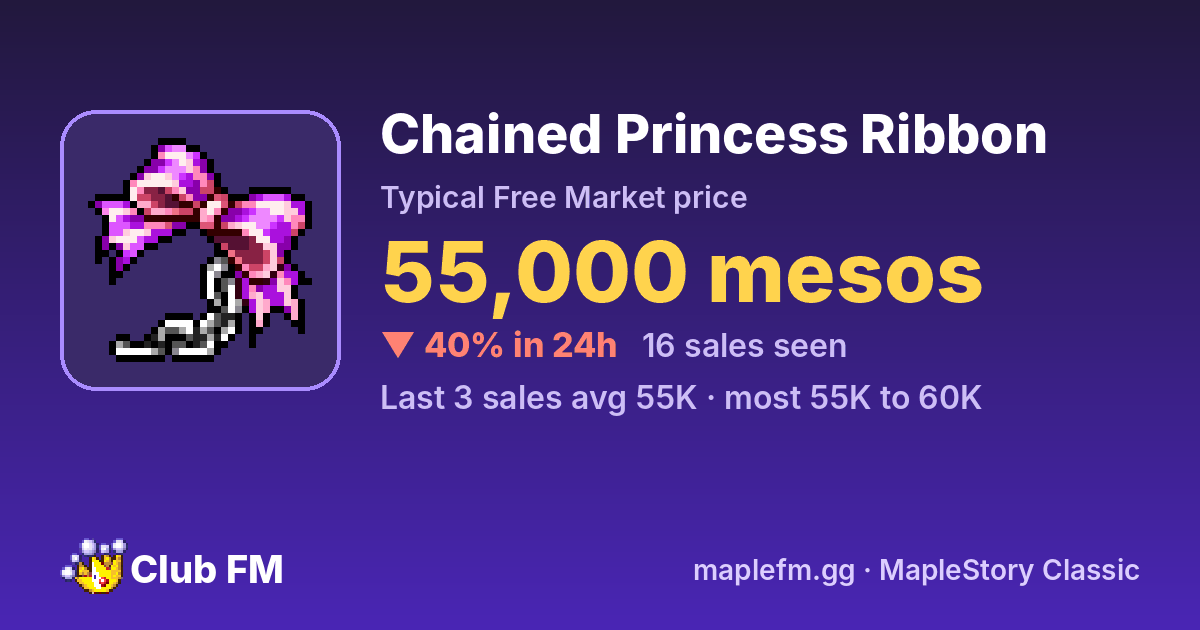 Chained Princess Ribbon
Typical Free Market price
55,000 mesos
▼ 40% in 24h 16 sales seen
Last 3 sales avg 55K · most 55K to 60K
Club FM
maplefm.gg · MapleStory Classic